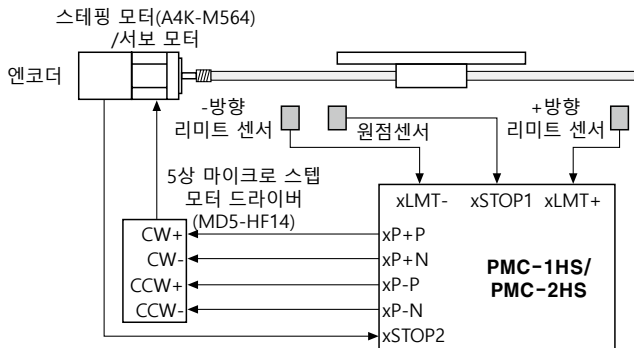 스테핑 모터(A4K-M564)
/서보 모터
엔코더
-방향
리미트 센서
원점센서
+방향
리미트 센서
5상 마이크로 스텝
모터 드라이버
(MD5-HF14)
xLMT- xSTOP1 xLMT+
CW+ xP+P
CW- xP+N
CCW+ xP-P
CCW- xP-N
xSTOP2
PMC-1HS/
PMC-2HS